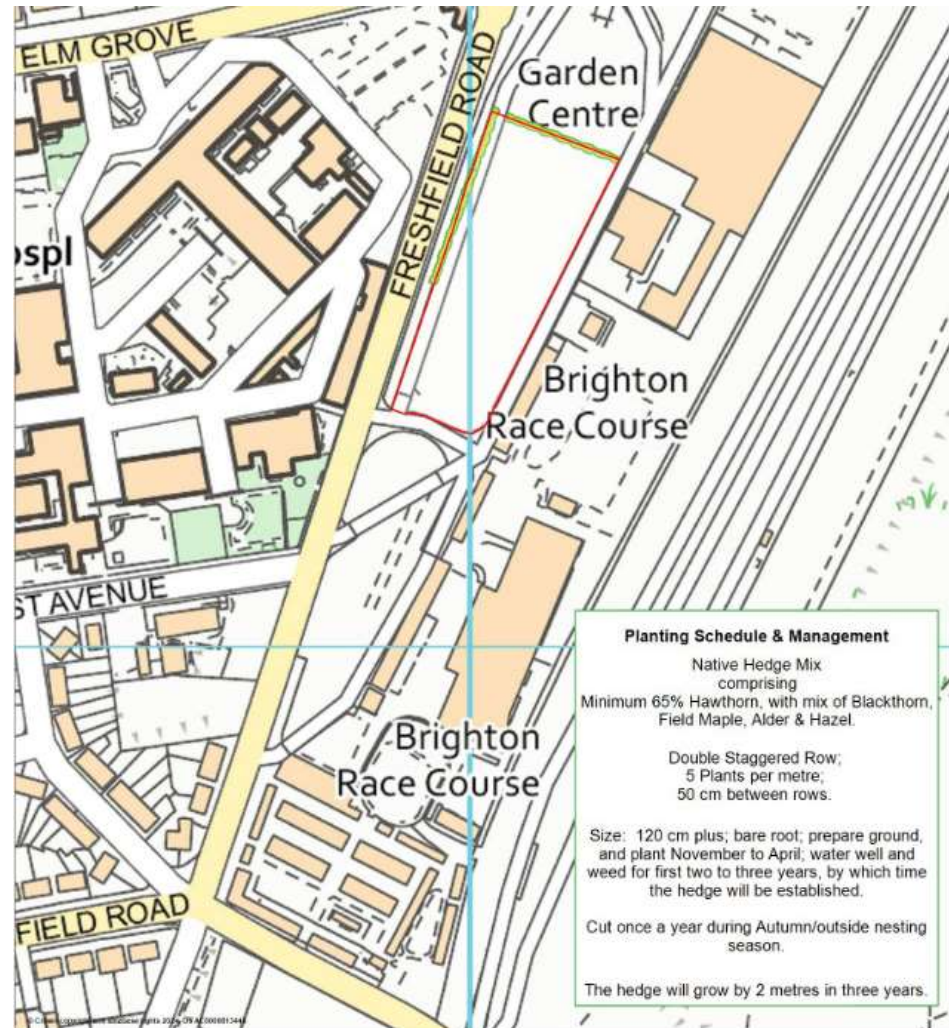 ELM GROVE
FRESHFIELD ROAD
Garden
Centre
ospl
Brighton
Race Course
ST AVENUE
Brighton
Race Course
FIELD ROAD
Planting Schedule & Management
Native Hedge Mix
comprising
Minimum 65% Hawthorn, with mix of Blackthorn,
Field Maple, Alder & Hazel.
Double Staggered Row;
5 Plants per metre;
50 cm between rows.
Size: 120 cm plus; bare root; prepare ground,
and plant November to April; water well and
weed for first two to three years, by which time
the hedge will be established.
Cut once a year during Autumn/outside nesting
season.
The hedge will grow by 2 metres in three years.